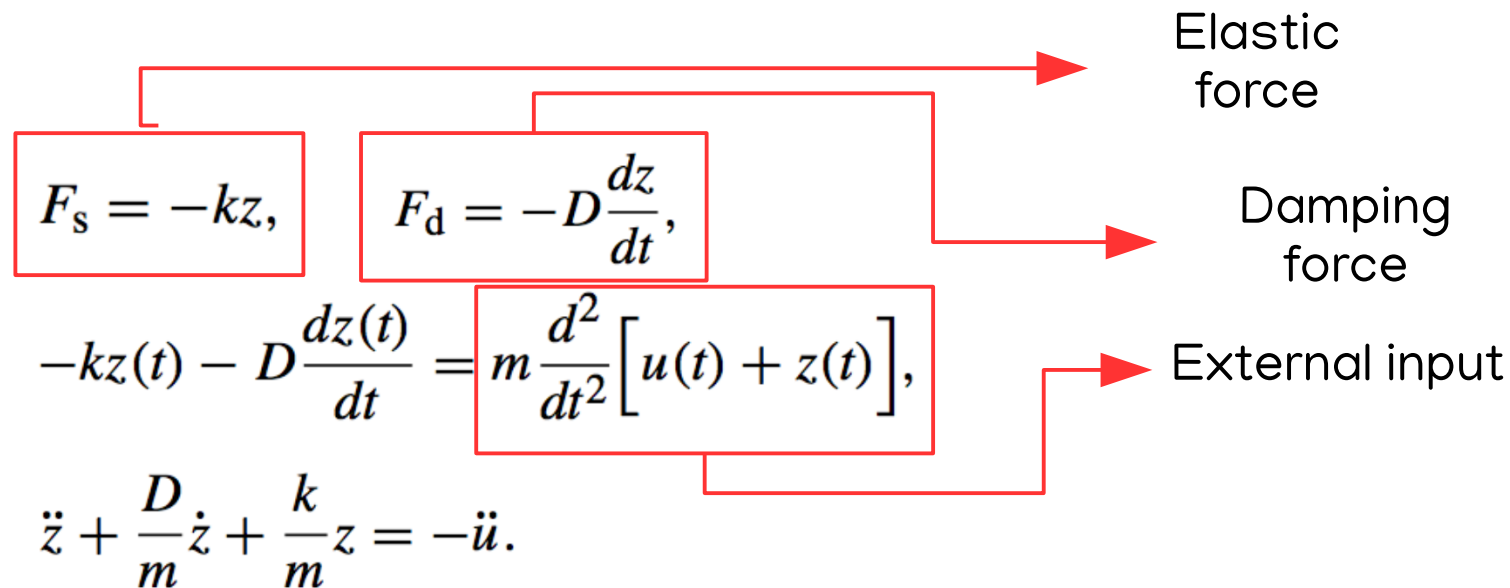 Elastic
force
F_s = −kz,    F_d = −D dz/dt,
Damping
force
−kz(t) − D dz(t)/dt = m d²/dt² [u(t) + z(t)],
External input
z̈ + D/m ż + k/m z = −ü.